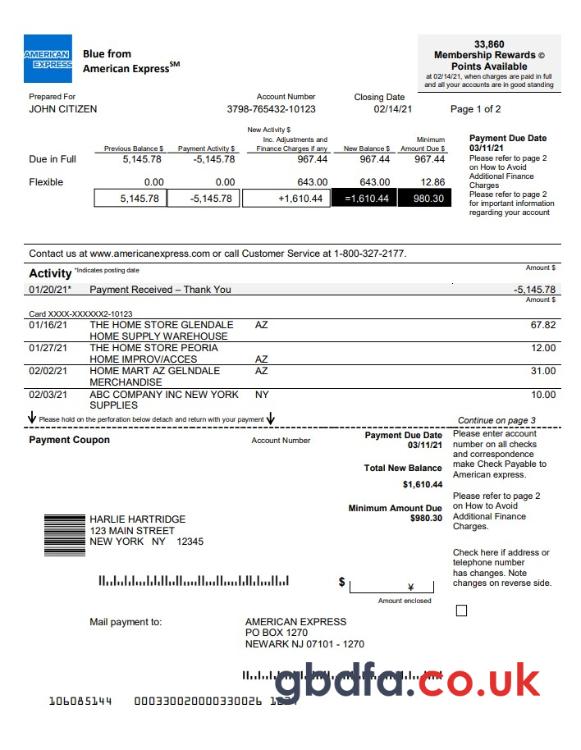 AMERICAN
EXPRESS
Blue from
American Express℠
33,860
Membership Rewards ©
Points Available
at 02/14/21, when charges are paid in full
and all your accounts are in good standing
Prepared For
JOHN CITIZEN
Account Number
3798-765432-10123
Closing Date
02/14/21
Page 1 of 2
New Activity $
Previous Balance $ Payment Activity $ Inc. Adjustments and Finance Charges if any New Balance $ Minimum Amount Due $
Due in Full 5,145.78 -5,145.78 967.44 967.44 967.44
Flexible 0.00 0.00 643.00 643.00 12.86
5,145.78 -5,145.78 +1,610.44 =1,610.44 980.30
Payment Due Date
03/11/21
Please refer to page 2
on How to Avoid
Additional Finance
Charges
Please refer to page 2
for important information
regarding your account
Contact us at www.americanexpress.com or call Customer Service at 1-800-327-2177.
Activity *Indicates posting date Amount $
01/20/21* Payment Received – Thank You -5,145.78
Amount $
Card XXXX-XXXXXX2-10123
01/16/21 THE HOME STORE GLENDALE AZ 67.82
HOME SUPPLY WAREHOUSE
01/27/21 THE HOME STORE PEORIA 12.00
HOME IMPROV/ACCES AZ
02/02/21 HOME MART AZ GELNDALE AZ 31.00
MERCHANDISE
02/03/21 ABC COMPANY INC NEW YORK NY 10.00
SUPPLIES
Please hold on the perforation below detach and return with your payment
Continue on page 3
Payment Coupon
Account Number
Payment Due Date
03/11/21
Total New Balance
$1,610.44
Minimum Amount Due
$980.30
Please enter account
number on all checks
and correspondence
make Check Payable to
American express.
Please refer to page 2
on How to Avoid
Additional Finance
Charges.
Check here if address or
telephone number
has changes. Note
changes on reverse side.
HARLIE HARTRIDGE
123 MAIN STREET
NEW YORK NY 12345
$ ¥
Amount enclosed
Mail payment to:
AMERICAN EXPRESS
PO BOX 1270
NEWARK NJ 07101 - 1270
gbdfd.co.uk
106085144 000330020000330026